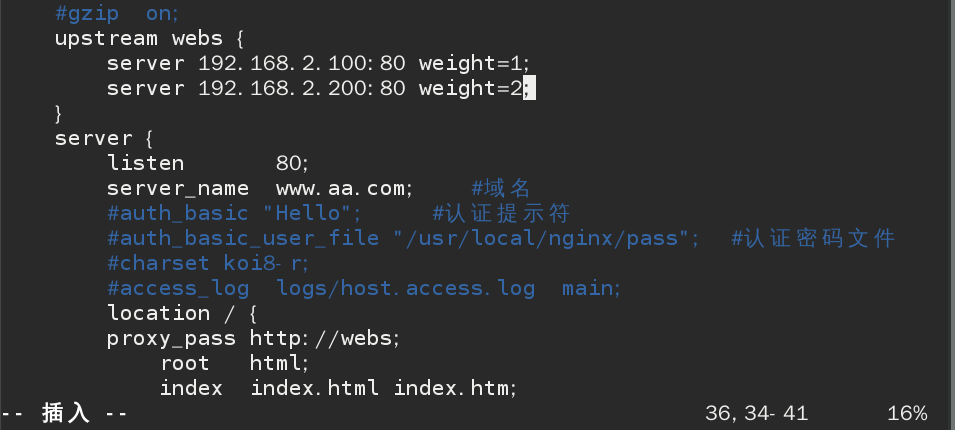 #gzip  on;
upstream webs {
server 192.168.2.100:80 weight=1;
server 192.168.2.200:80 weight=2;
}
server {
listen       80;
server_name  www.aa.com;     #域名
#auth_basic "Hello";      #认证提示符
#auth_basic_user_file "/usr/local/nginx/pass";   #认证密码文件
#charset koi8-r;
#access_log  logs/host.access.log  main;
location / {
proxy_pass http://webs;
root   html;
index  index.html index.htm;
-- 插入 --                                             36,34-41      16%